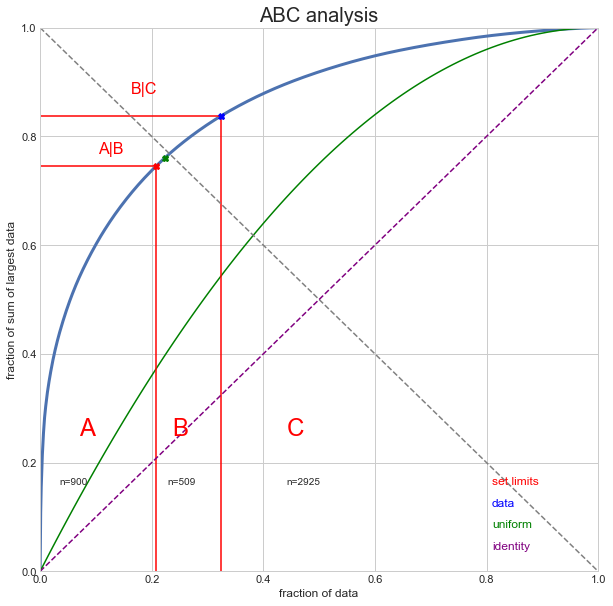 ABC analysis
1.0
B|C
0.8
A|B
0.6
fraction of sum of largest data
0.4
A B C
0.2
n=900 n=509 n=2925
set limits
data
uniform
identity
0.0
0.0 0.2 0.4 0.6 0.8 1.0
fraction of data